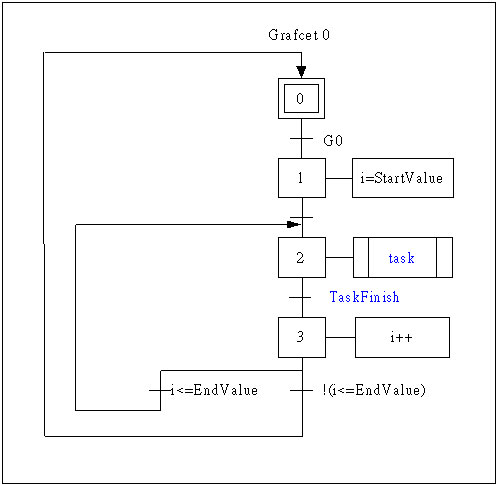 Grafcet 0
0
G0
1
i=StartValue
2
task
TaskFinish
3
i++
i<=EndValue
!(i<=EndValue)